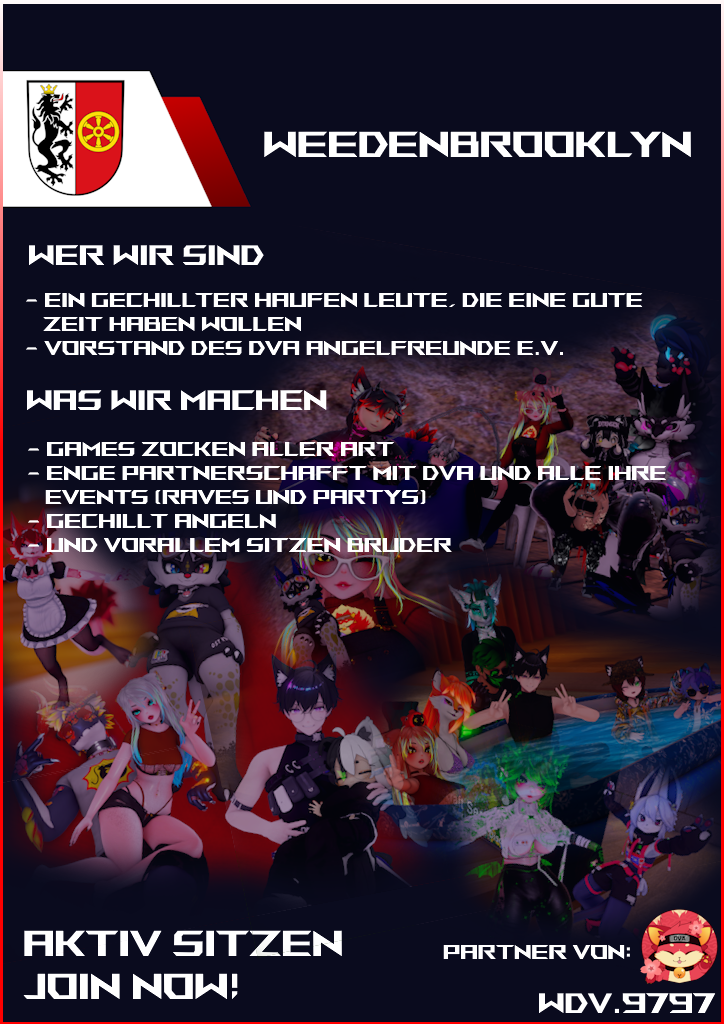 WEEDENBROOKLYN
WER WIR SIND
- EIN GECHILLTER HAUFEN LEUTE, DIE EINE GUTE
ZEIT HABEN WOLLEN
- VORSTAND DES DVA ANGELFREUNDE E.V.
WAS WIR MACHEN
- GAMES ZOCKEN ALLER ART
- ENGE PARTNERSCHAFFT MIT DVA UND ALLE IHRE
EVENTS (RAVES UND PARTYS)
- GECHILLT ANGELN
- UND VORALLEM SITZEN BRUDER
AKTIV SITZEN
JOIN NOW!
PARTNER VON:
DVA
WDV.9797